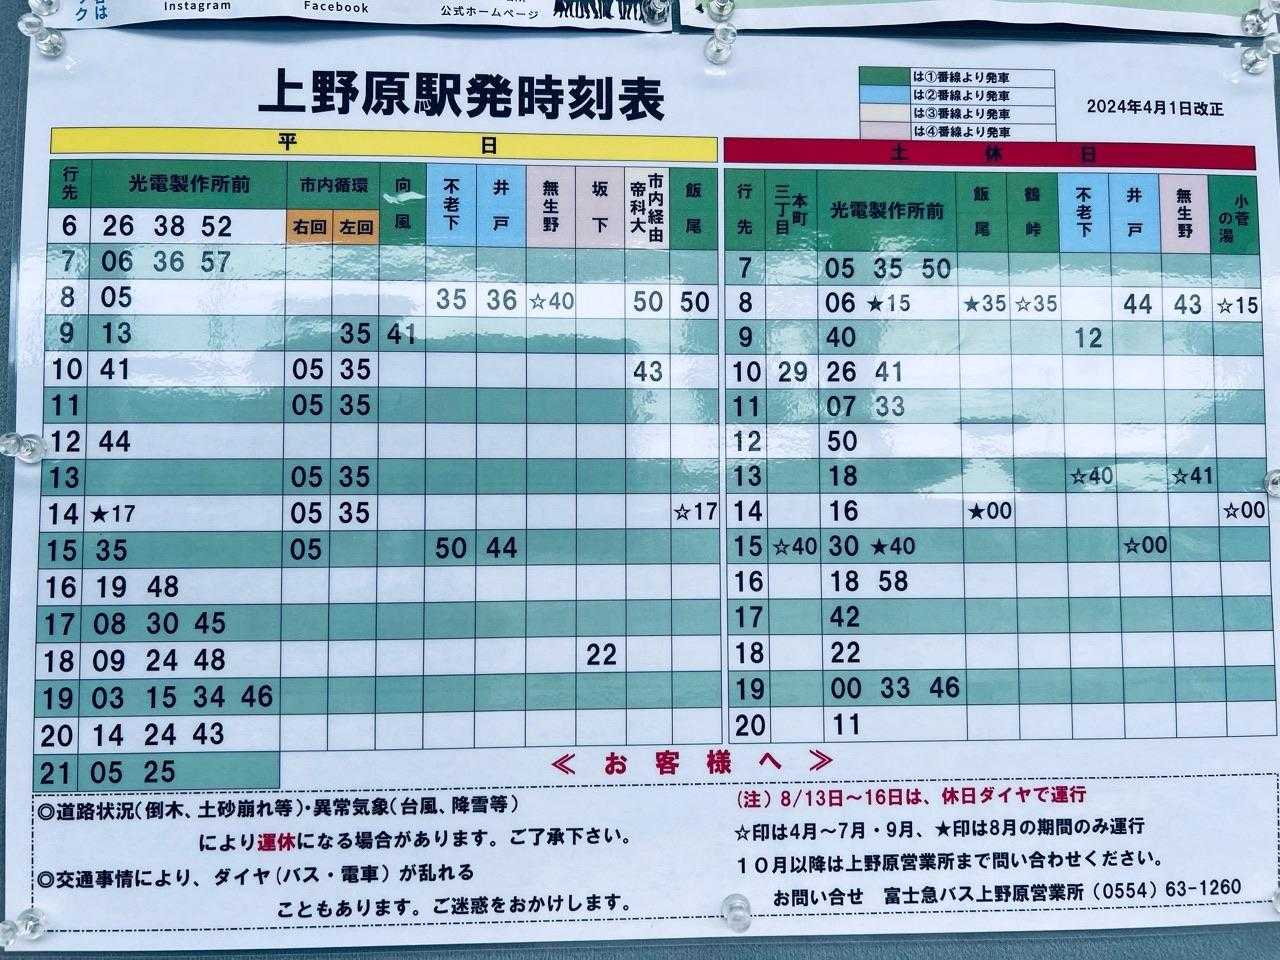 Instagram
Facebook
公式ホームページ
上野原駅発時刻表
は①番線より発車
は②番線より発車
は③番線より発車
は④番線より発車
2024年4月1日改正
平 日
行先 光電製作所前 市内循環 右回 左回 向風 不老下 井戸 無生野 坂下 市内経由帝科大 飯尾
6 26 38 52
7 06 36 57
8 05 35 36 ☆40 50 50
9 13 35 41
10 41 05 35 43
11 05 35
12 44
13 05 35
14 ★17 05 35 ☆17
15 35 05 50 44
16 19 48
17 08 30 45
18 09 24 48 22
19 03 15 34 46
20 14 24 43
21 05 25
土 休 日
行先 本町三丁目 光電製作所前 飯尾 鶴峠 不老下 井戸 無生野 小菅の湯
7 05 35 50
8 06 ★15 ★35 ☆35 44 43 ☆15
9 40 12
10 29 26 41
11 07 33
12 50
13 18 ☆40 ☆41
14 16 ★00 ☆00
15 ☆40 30 ★40 ☆00
16 18 58
17 42
18 22
19 00 33 46
20 11
≪ お 客 様 へ ≫
◎道路状況(倒木、土砂崩れ等)・異常気象(台風、降雪等)
により運休になる場合があります。ご了承下さい。
◎交通事情により、ダイヤ(バス・電車)が乱れる
こともあります。ご迷惑をおかけします。
(注) 8/13日～16日は、休日ダイヤで運行
☆印は4月～7月・9月、★印は8月の期間のみ運行
１０月以降は上野原営業所まで問い合わせください。
お問い合せ 富士急バス上野原営業所(0554) 63-1260